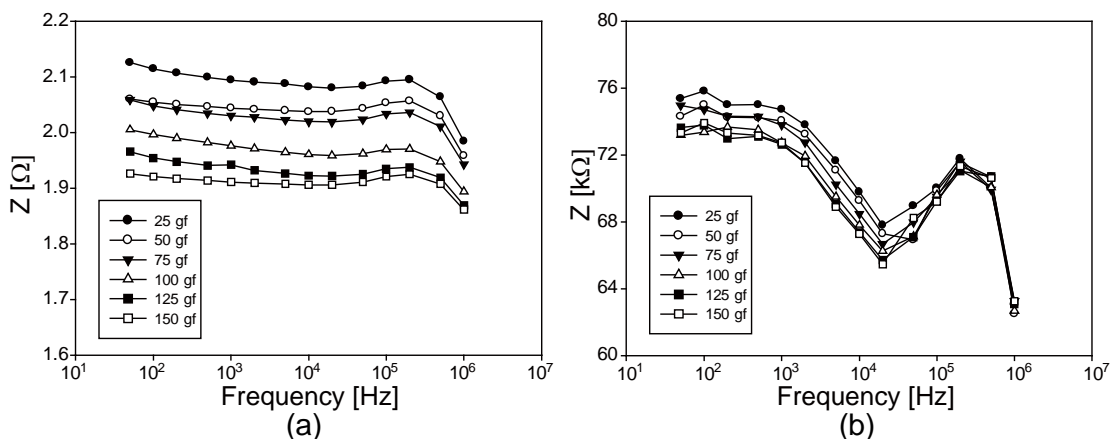 2.2
2.1
2.0
1.9
1.8
1.7
1.6
Z [Ω]
25 gf
50 gf
75 gf
100 gf
125 gf
150 gf
10¹ 10² 10³ 10⁴ 10⁵ 10⁶ 10⁷
Frequency [Hz]
(a)
80
76
72
68
64
60
Z [kΩ]
25 gf
50 gf
75 gf
100 gf
125 gf
150 gf
10¹ 10² 10³ 10⁴ 10⁵ 10⁶ 10⁷
Frequency [Hz]
(b)